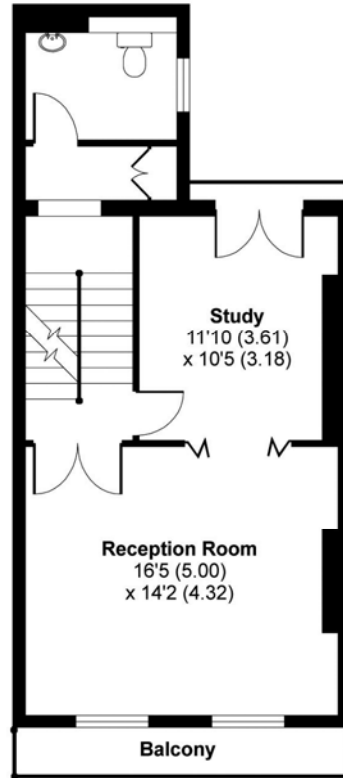 Study
11'10 (3.61)
x 10'5 (3.18)
Reception Room
16'5 (5.00)
x 14'2 (4.32)
Balcony